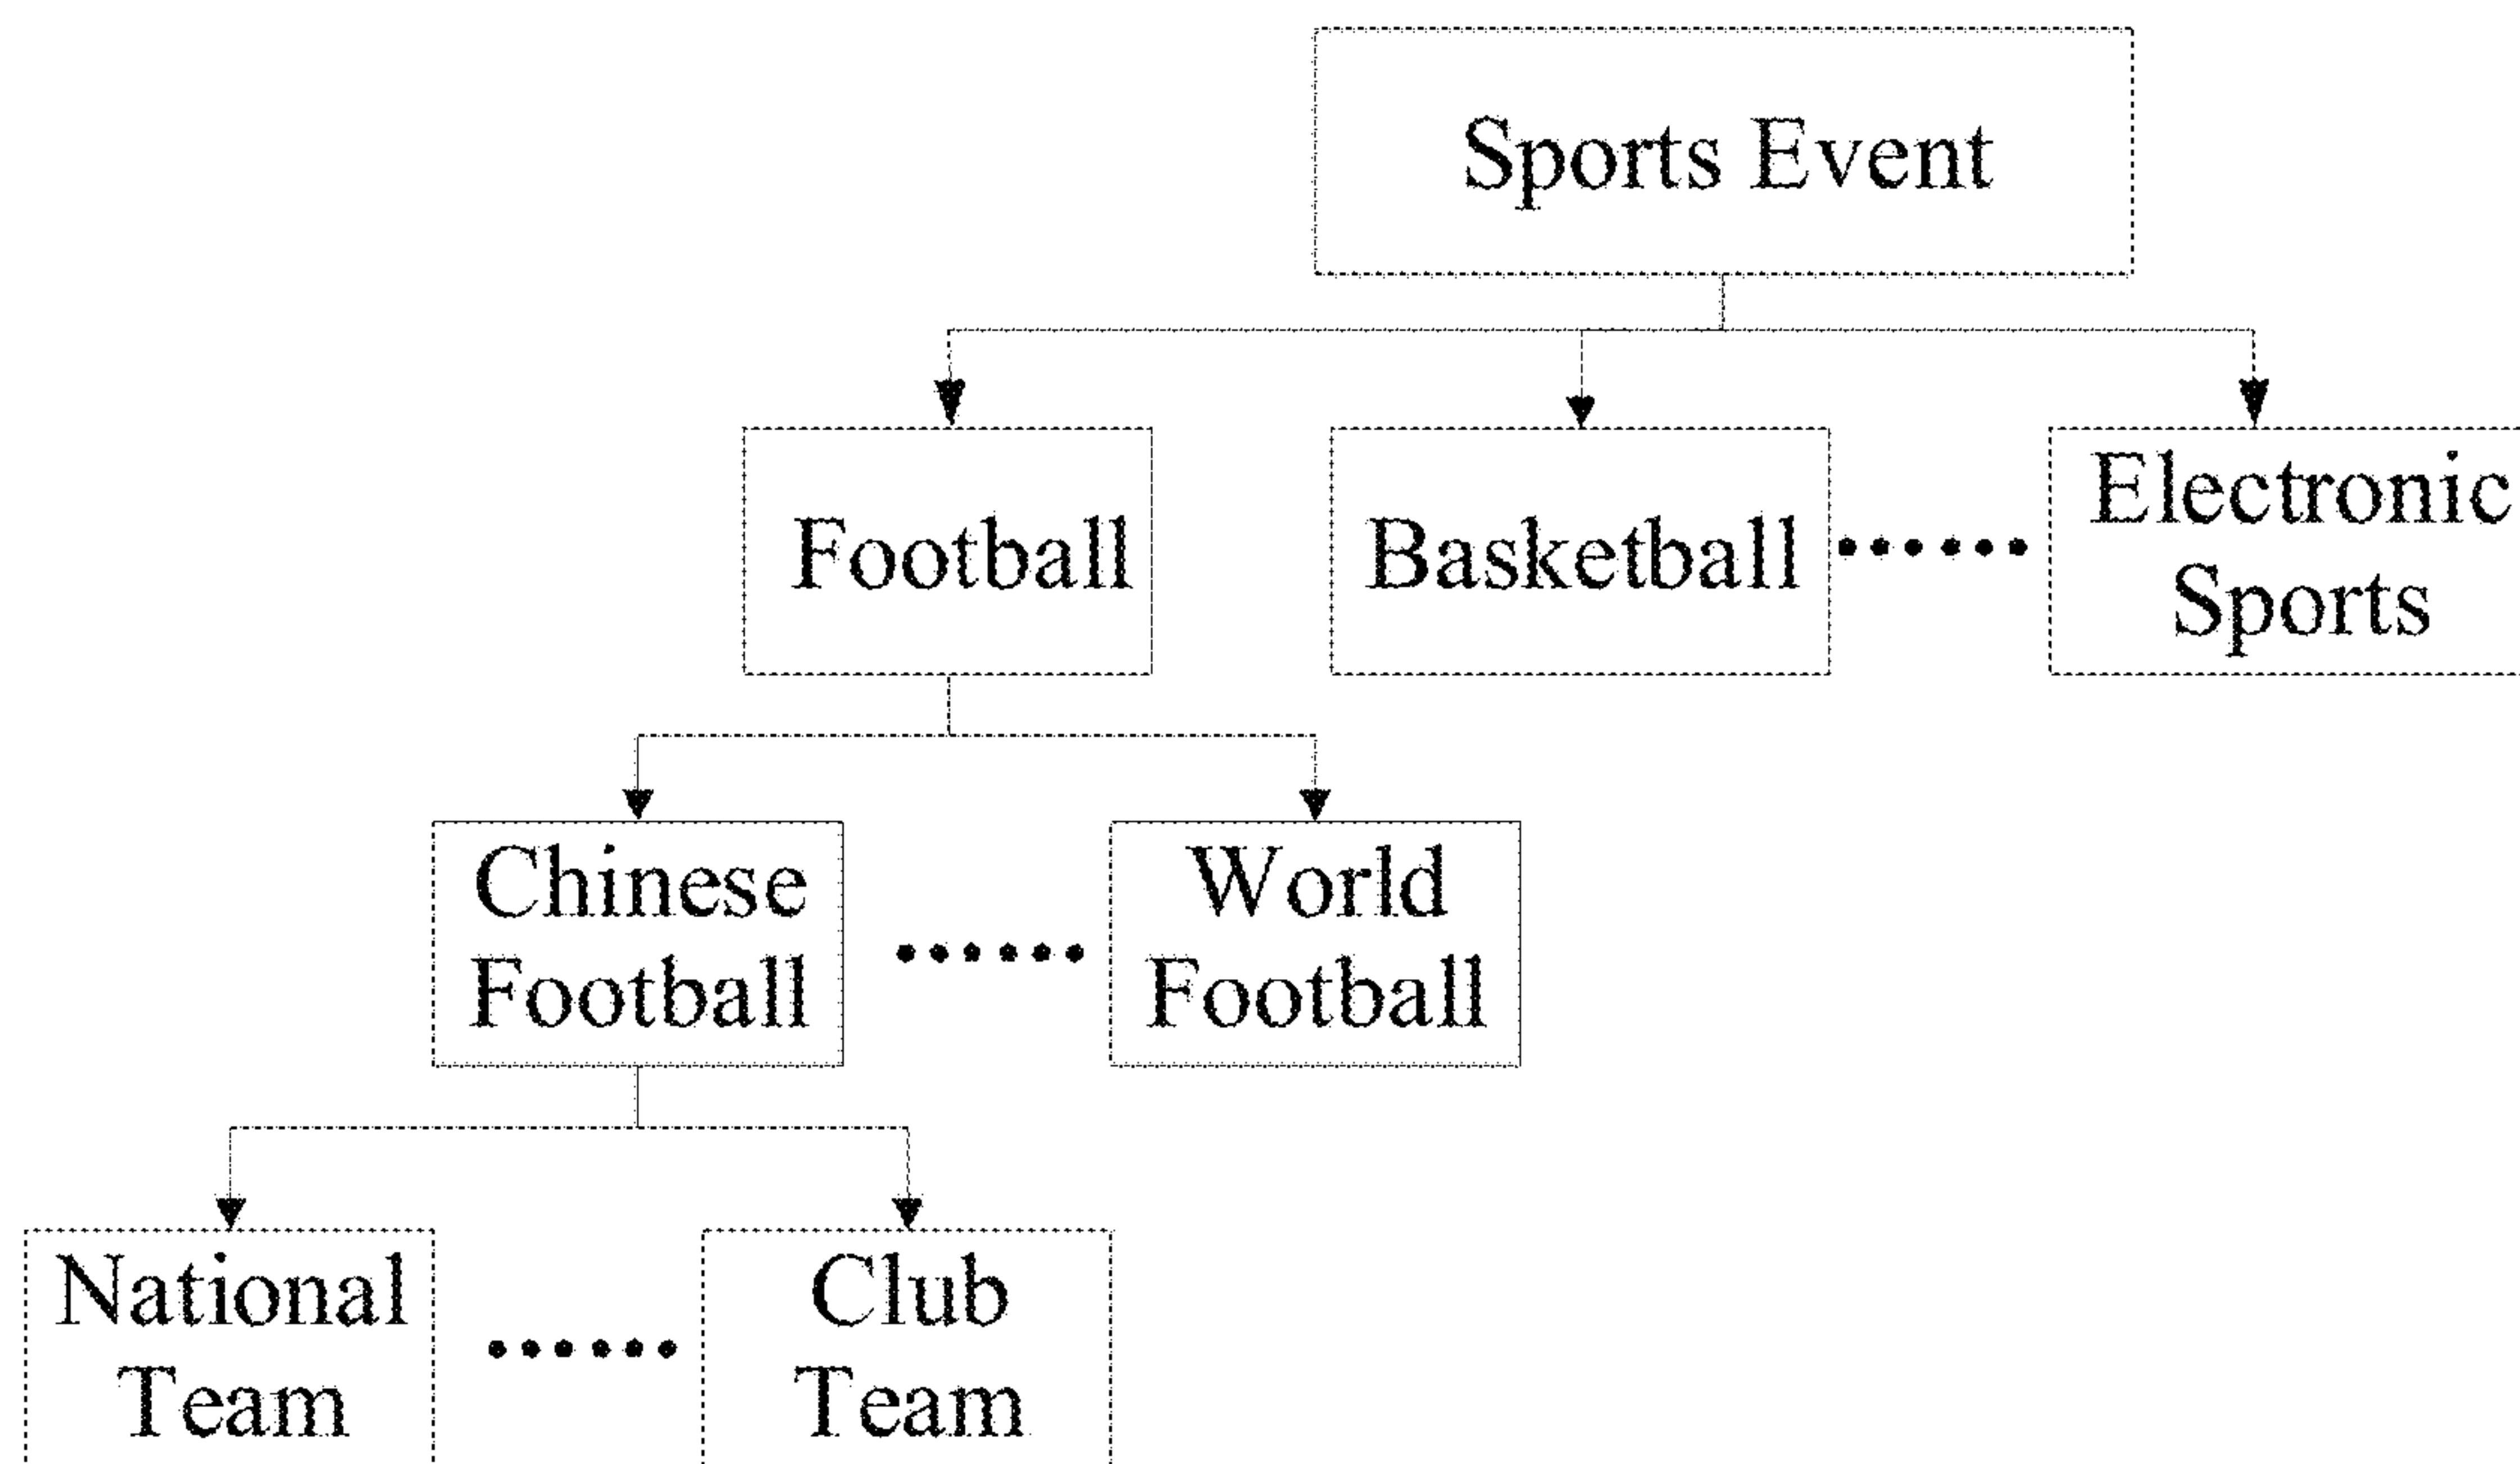 Sports Event
Football
Basketball
Electronic
Sports
Chinese
Football
World
Football
National
Team
Club
Team